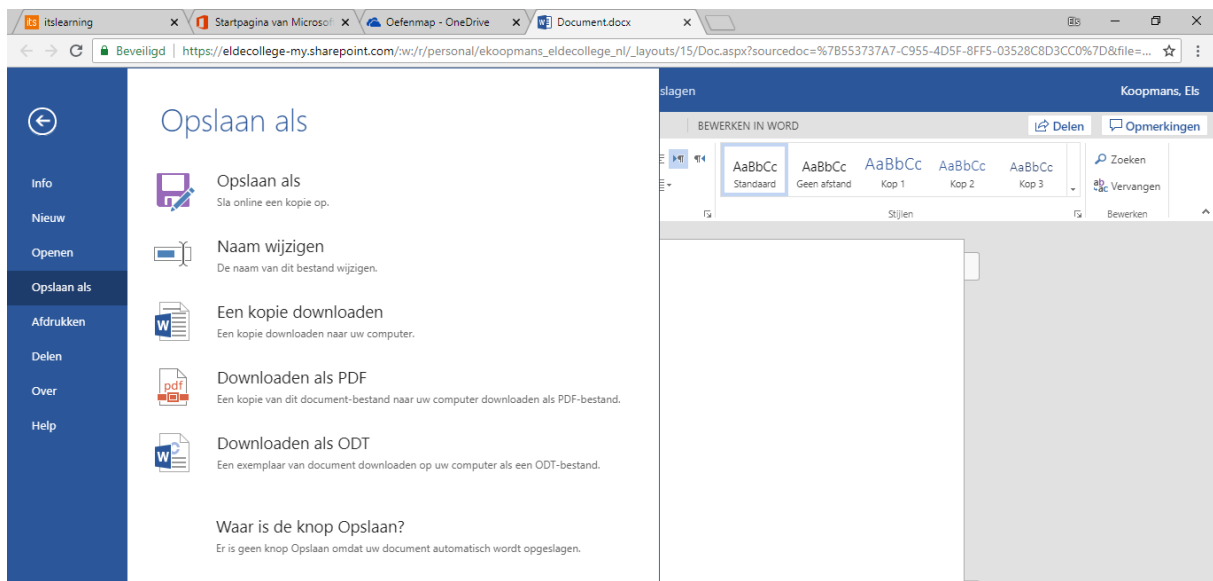 its itslearning
Startpagina van Microsof
Oefenmap - OneDrive
Document.docx
Els
Beveiligd | https://eldecollege-my.sharepoint.com/:w:/r/personal/ekoopmans_eldecollege_nl/_layouts/15/Doc.aspx?sourcedoc=%7B553737A7-C955-4D5F-8FF5-03528C8D3CC0%7D&file=...
slagen
Koopmans, Els
Opslaan als
BEWERKEN IN WORD
Delen
Opmerkingen
Info
Nieuw
Openen
Opslaan als
Afdrukken
Delen
Over
Help
Opslaan als
Sla online een kopie op.
Naam wijzigen
De naam van dit bestand wijzigen.
W
Een kopie downloaden
Een kopie downloaden naar uw computer.
pdf
Downloaden als PDF
Een kopie van dit document-bestand naar uw computer downloaden als PDF-bestand.
W
Downloaden als ODT
Een exemplaar van document downloaden op uw computer als een ODT-bestand.
Waar is de knop Opslaan?
Er is geen knop Opslaan omdat uw document automatisch wordt opgeslagen.
AaBbCc AaBbCc AaBbCc AaBbCc AaBbCc
Standaard Geen afstand Kop 1 Kop 2 Kop 3
Stijlen
Zoeken
Vervangen
Bewerken